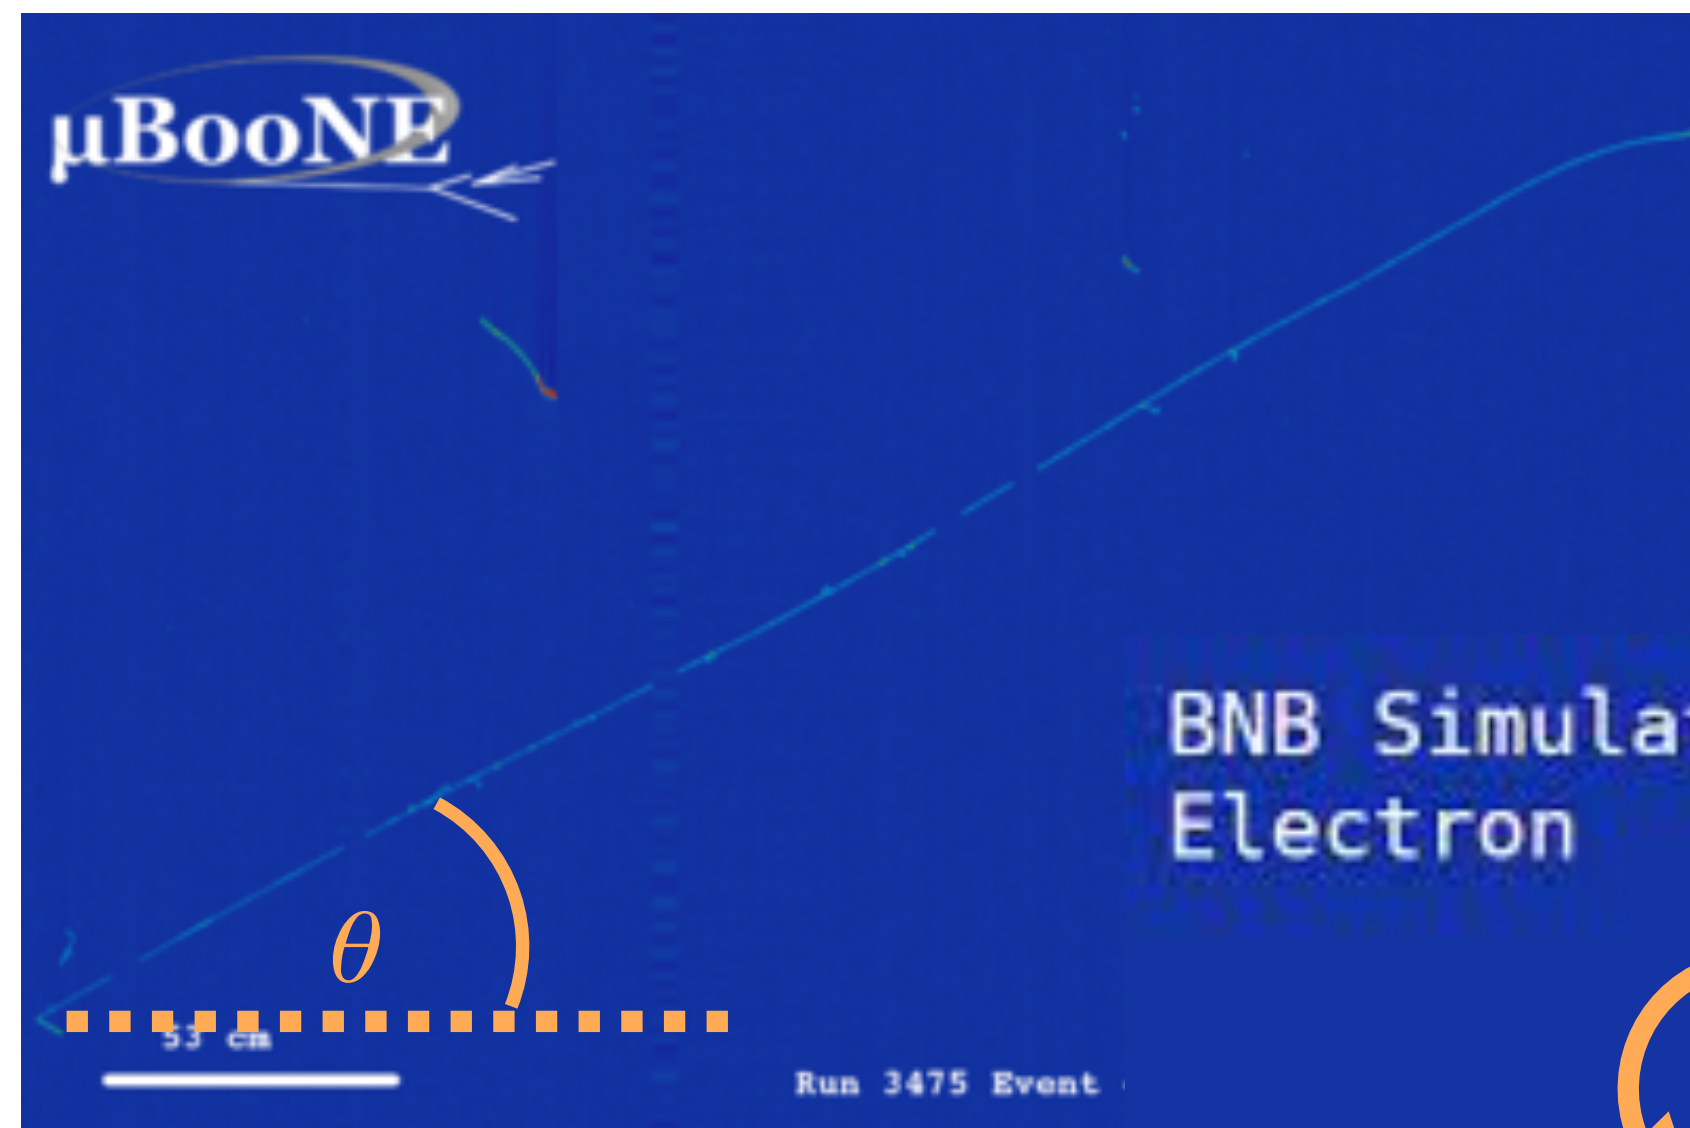 μBooNE
BNB Simula
Electron
θ
53 cm
Run 3475 Event